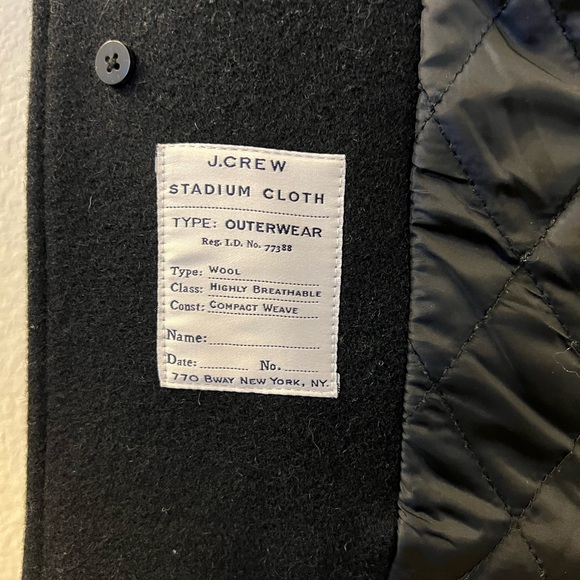 J.CREW
STADIUM CLOTH
TYPE: OUTERWEAR
Reg. I.D. No. 77388
Type: WOOL
Class: HIGHLY BREATHABLE
Const: COMPACT WEAVE
Name:
Date: No.
770 BWAY NEW YORK, NY.